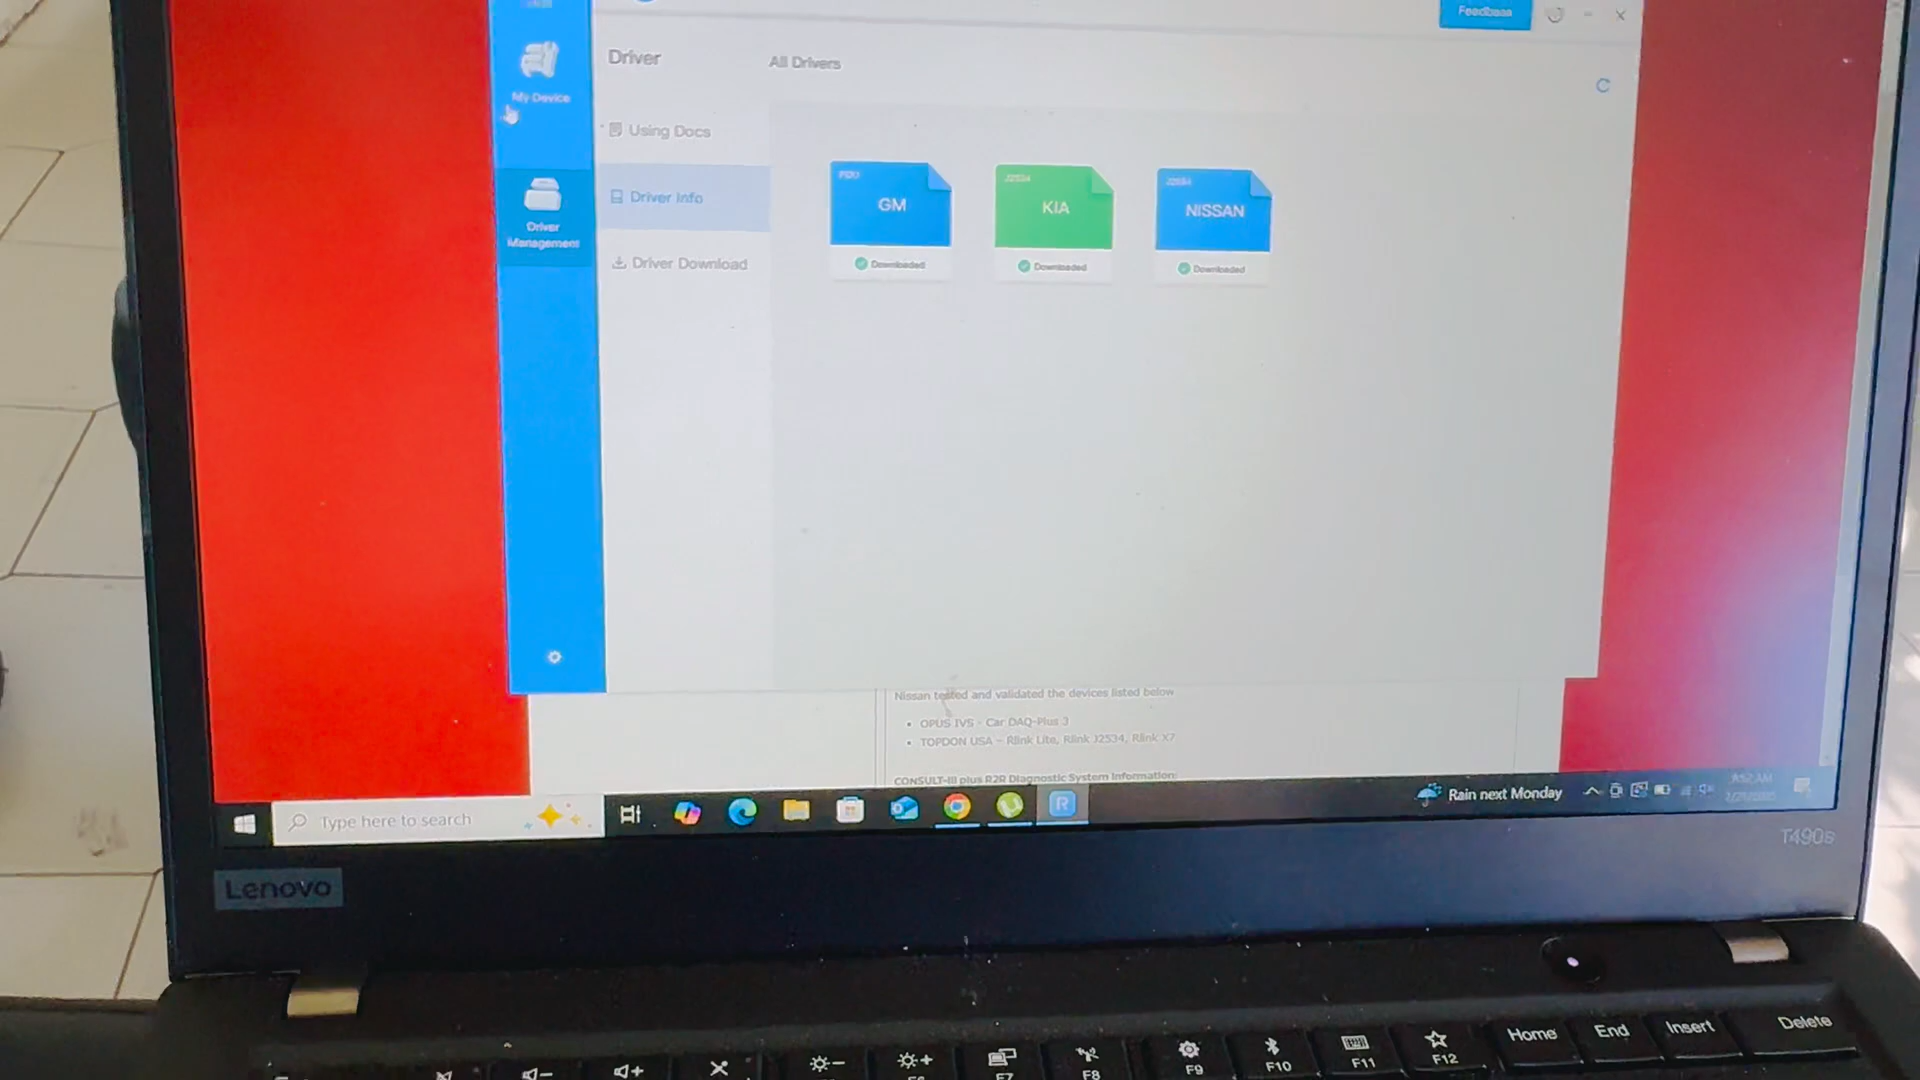 Feedback
Driver
All Drivers
My Device
Using Docs
Driver Info
Driver Management
Driver Download
GM
Downloaded
J2534
KIA
Downloaded
J2534
NISSAN
Downloaded
Nissan tested and validated the devices listed below
• OPUS IVS - Car DAQ-Plus 3
• TOPDON USA – Rlink Lite, Rlink J2534, Rlink X7
CONSULT-III plus R2R Diagnostic System Information:
Type here to search
R
Rain next Monday
T490s
Lenovo
F7
F8
F9
F10
F11
F12
Home
End
Insert
Delete